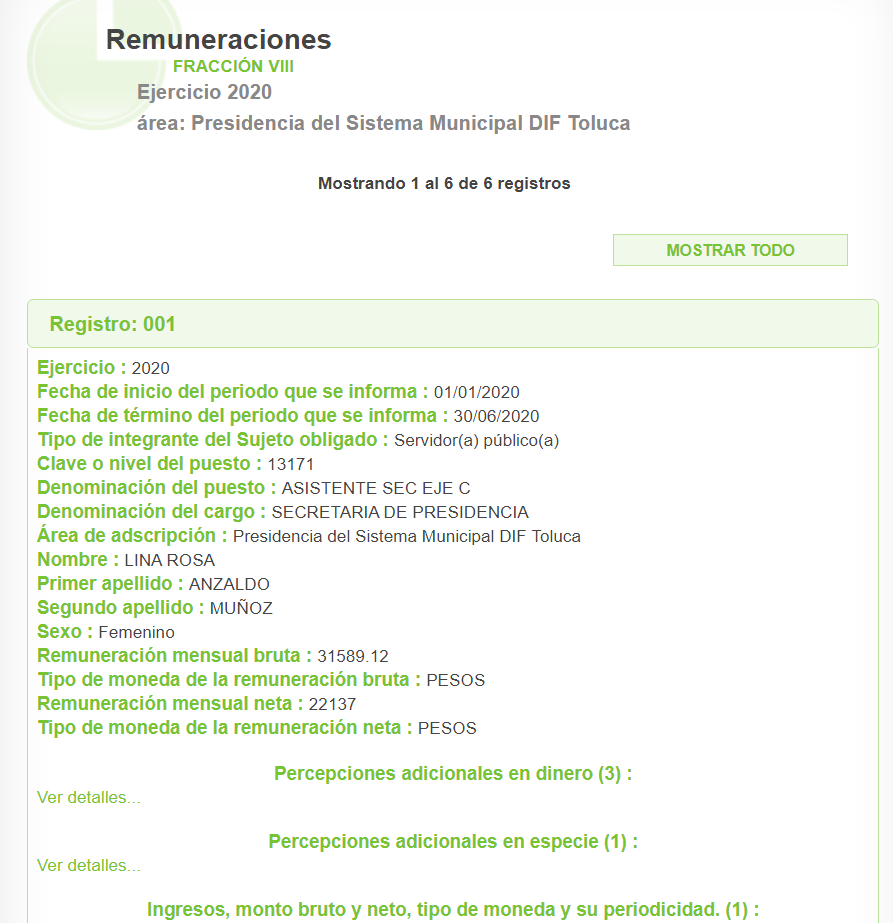 Remuneraciones
FRACCIÓN VIII
Ejercicio 2020
área: Presidencia del Sistema Municipal DIF Toluca
Mostrando 1 al 6 de 6 registros
MOSTRAR TODO
Registro: 001
Ejercicio : 2020
Fecha de inicio del periodo que se informa : 01/01/2020
Fecha de término del periodo que se informa : 30/06/2020
Tipo de integrante del Sujeto obligado : Servidor(a) público(a)
Clave o nivel del puesto : 13171
Denominación del puesto : ASISTENTE SEC EJE C
Denominación del cargo : SECRETARIA DE PRESIDENCIA
Área de adscripción : Presidencia del Sistema Municipal DIF Toluca
Nombre : LINA ROSA
Primer apellido : ANZALDO
Segundo apellido : MUÑOZ
Sexo : Femenino
Remuneración mensual bruta : 31589.12
Tipo de moneda de la remuneración bruta : PESOS
Remuneración mensual neta : 22137
Tipo de moneda de la remuneración neta : PESOS
Percepciones adicionales en dinero (3) :
Ver detalles...
Percepciones adicionales en especie (1) :
Ver detalles...
Ingresos, monto bruto y neto, tipo de moneda y su periodicidad. (1) :